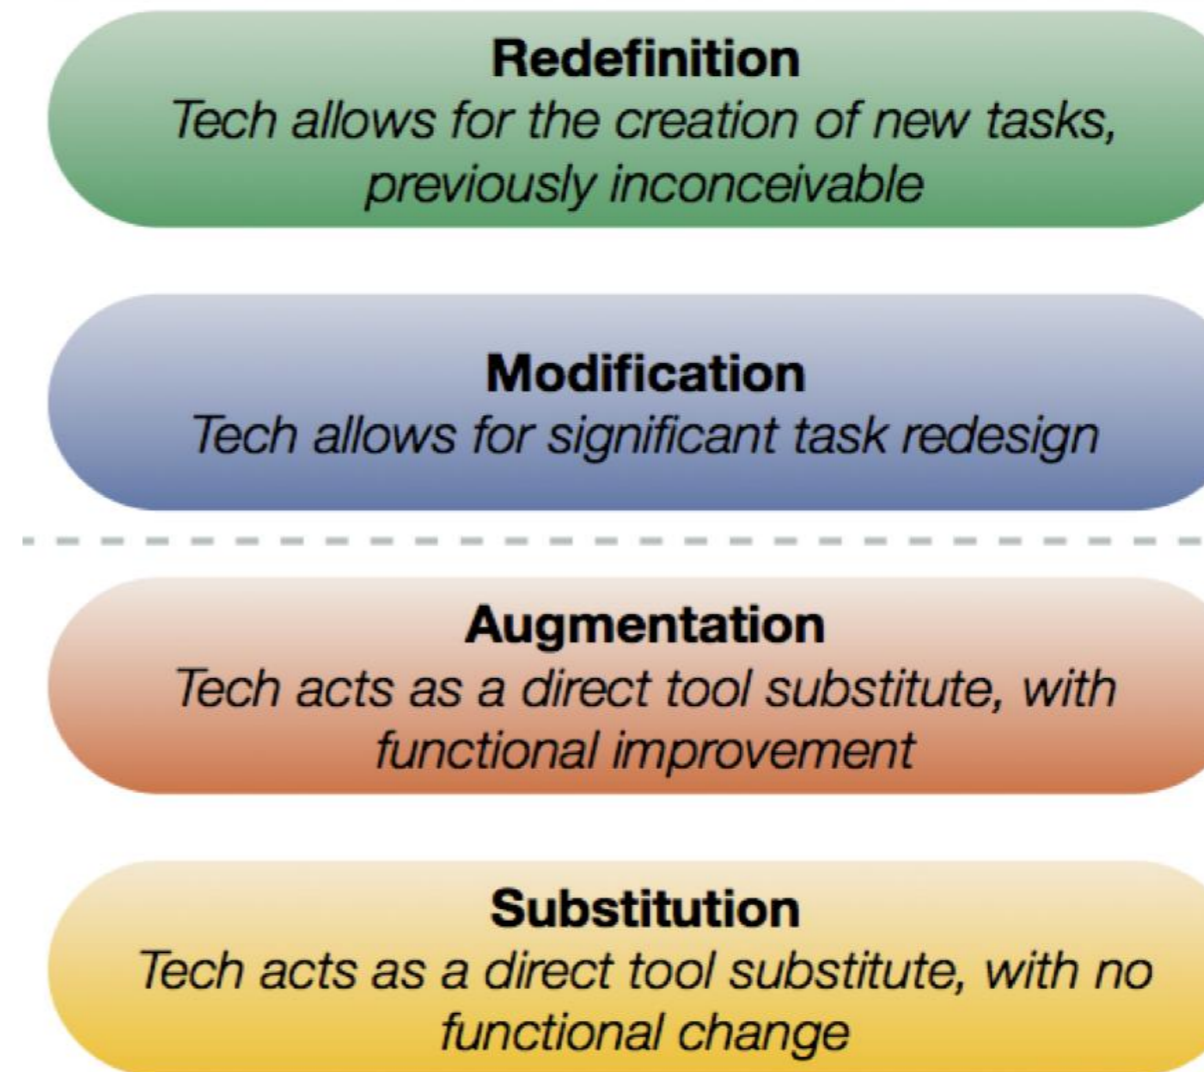 Redefinition
Tech allows for the creation of new tasks,
previously inconceivable
Modification
Tech allows for significant task redesign
Augmentation
Tech acts as a direct tool substitute, with
functional improvement
Substitution
Tech acts as a direct tool substitute, with no
functional change